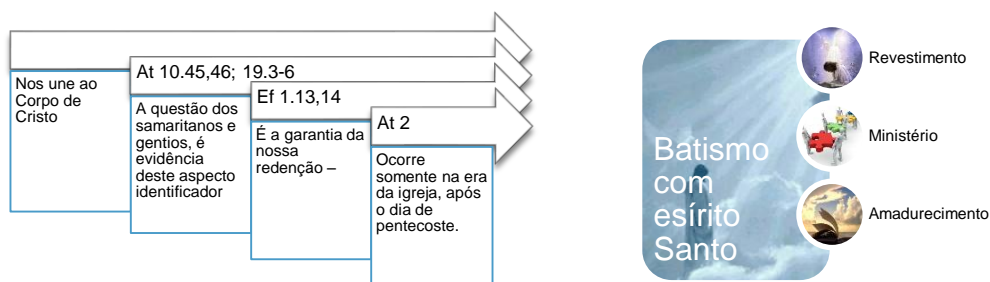 Nos une ao
Corpo de
Cristo
At 10.45,46; 19.3-6
A questão dos
samaritanos e
gentios, é
evidência
deste aspecto
identificador
Ef 1.13,14
É a garantia da
nossa
redenção –
At 2
Ocorre
somente na era
da igreja, após
o dia de
pentecoste.
Batismo
com
esírito
Santo
Revestimento
Ministério
Amadurecimento